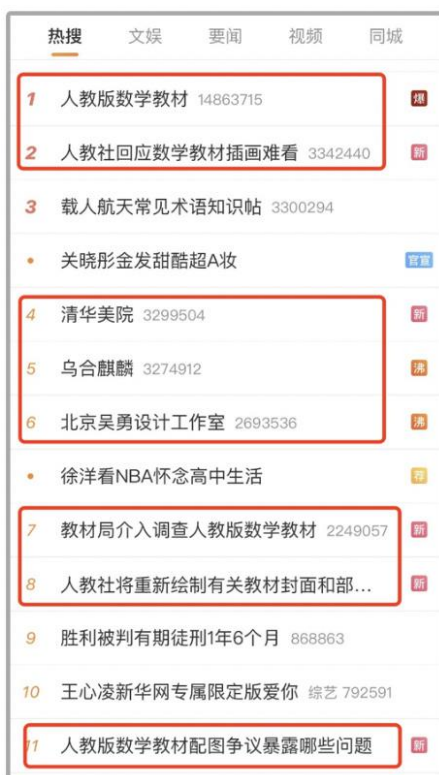 热搜 文娱 要闻 视频 同城
1 人教版数学教材 14863715 爆
2 人教社回应数学教材插画难看 3342440 新
3 载人航天常见术语知识帖 3300294
• 关晓彤金发甜酷超A妆 官宣
4 清华美院 3299504 新
5 乌合麒麟 3274912 沸
6 北京吴勇设计工作室 2693536 沸
• 徐洋看NBA怀念高中生活 荐
7 教材局介入调查人教版数学教材 2249057 新
8 人教社将重新绘制有关教材封面和部... 新
9 胜利被判有期徒刑1年6个月 868863
10 王心凌新华网专属限定版爱你 综艺 792591
11 人教版数学教材配图争议暴露哪些问题 新